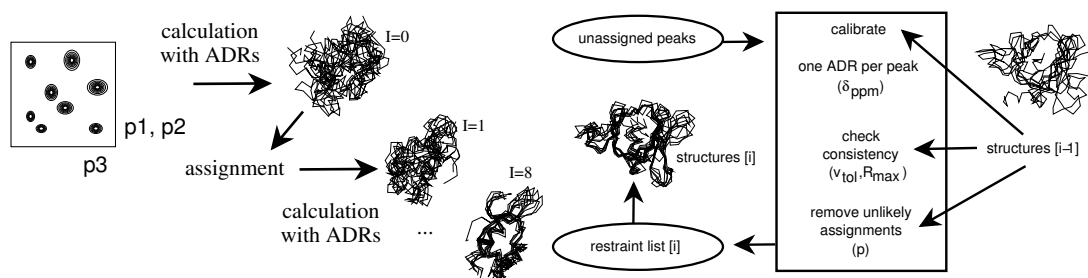 calculation
with ADRs
I=0
p1, p2
p3
assignment
I=1
calculation
with ADRs
...
I=8
unassigned peaks
structures [i]
restraint list [i]
calibrate
one ADR per peak
(δppm)
check
consistency
(vtol,Rmax)
remove unlikely
assignments
(p)
structures [i-1]